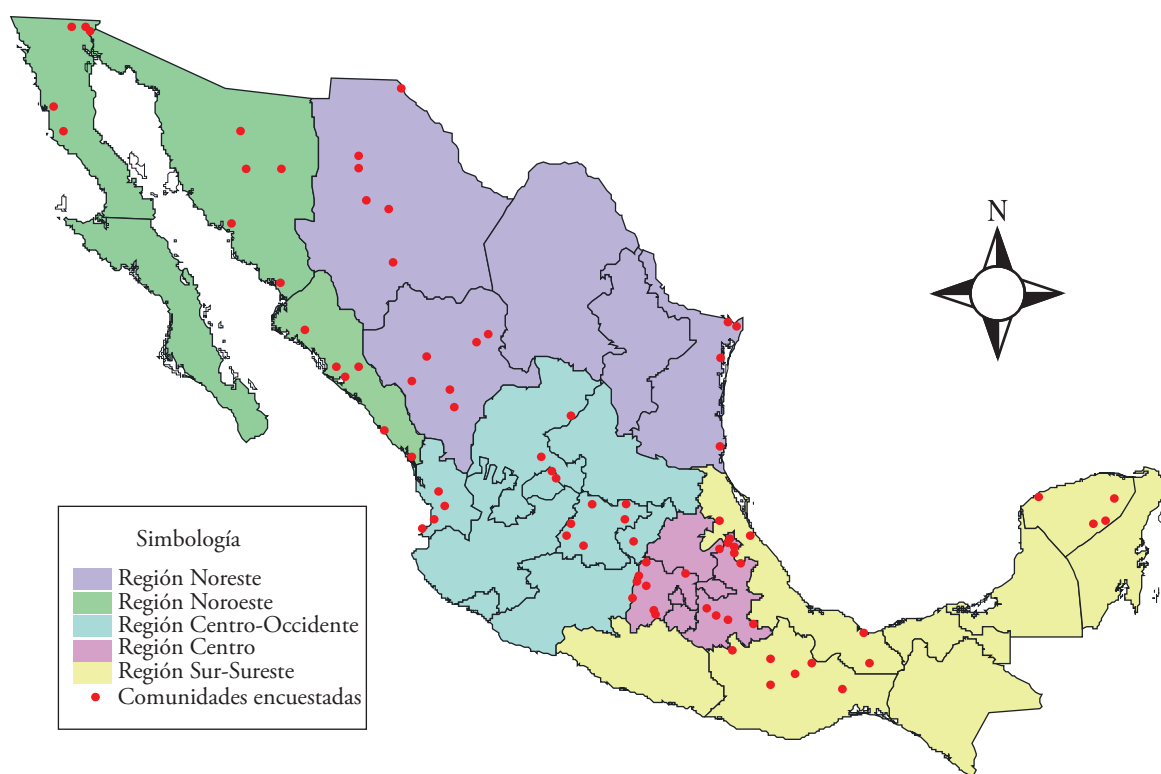 N
Simbología
Región Noreste
Región Noroeste
Región Centro-Occidente
Región Centro
Región Sur-Sureste
Comunidades encuestadas